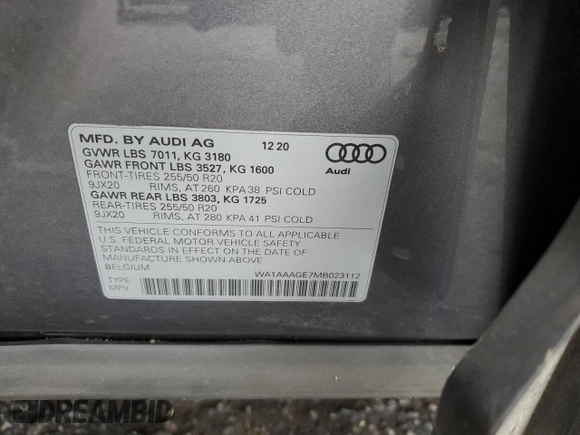 MFD. BY AUDI AG 12 20
GVWR LBS 7011, KG 3180
GAWR FRONT LBS 3527, KG 1600
FRONT-TIRES 255/50 R20
9JX20 RIMS, AT 260 KPA 38 PSI COLD
GAWR REAR LBS 3803, KG 1725
REAR-TIRES 255/50 R20
9JX20 RIMS, AT 280 KPA 41 PSI COLD
Audi
THIS VEHICLE CONFORMS TO ALL APPLICABLE
U.S. FEDERAL MOTOR VEHICLE SAFETY
STANDARDS IN EFFECT ON THE DATE OF
MANUFACTURE SHOWN ABOVE.
BELGIUM
WA1AAAGE7MB023112
TYPE:
MPV
DREAMBID